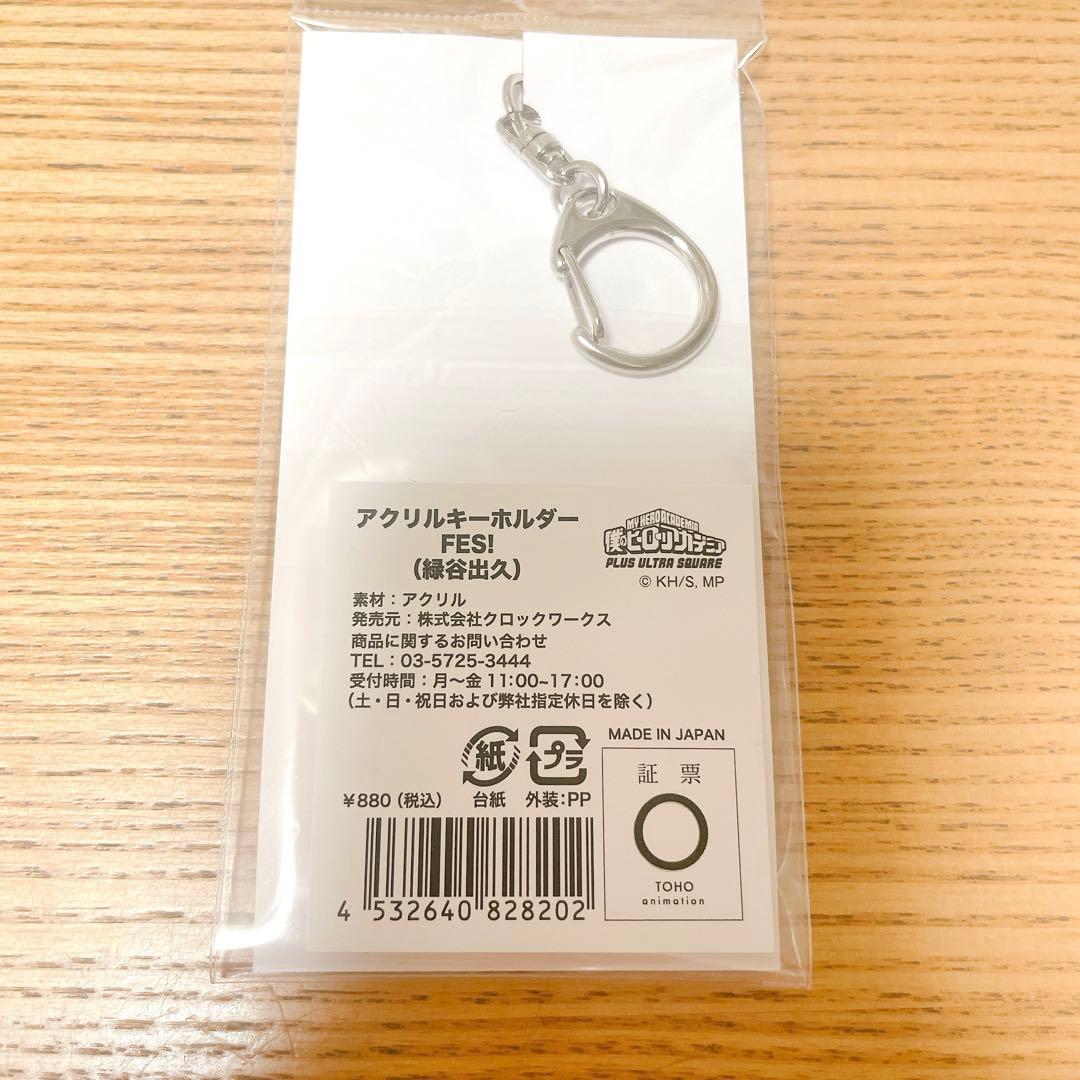 アクリルキーホルダー
FES!
（緑谷出久）
MY HERO ACADEMIA
僕のヒーローアカデミア
PLUS ULTRA SQUARE
© KH/S, MP
素材：アクリル
発売元：株式会社クロックワークス
商品に関するお問い合わせ
TEL：03-5725-3444
受付時間：月〜金 11:00~17:00
（土・日・祝日および弊社指定休日を除く）
MADE IN JAPAN
紙
プラ
¥880（税込）
台紙
外装：PP
証票
TOHO
animation
4 532640 828202